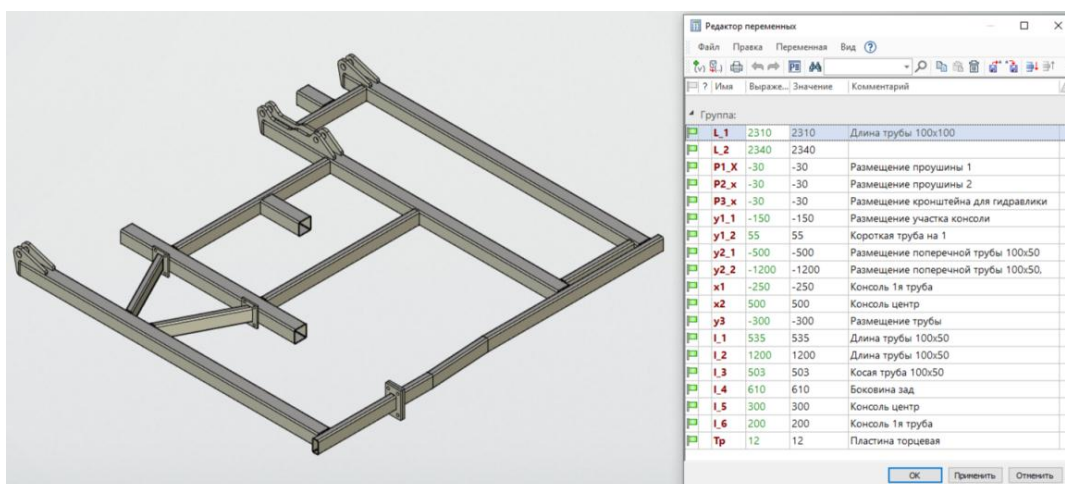 Редактор переменных
Файл Правка Переменная Вид
? Имя Выраже... Значение Комментарий
Группа:
L_1 2310 2310 Длина трубы 100х100
L_2 2340 2340
P1_X -30 -30 Размещение проушины 1
P2_x -30 -30 Размещение проушины 2
P3_x -30 -30 Размещение кронштейна для гидравлики
y1_1 -150 -150 Размещение участка консоли
y1_2 55 55 Короткая труба на 1
y2_1 -500 -500 Размещение поперечной трубы 100х50
y2_2 -1200 -1200 Размещение поперечной трубы 100х50,
x1 -250 -250 Консоль 1я труба
x2 500 500 Консоль центр
y3 -300 -300 Размещение трубы
l_1 535 535 Длина трубы 100х50
l_2 1200 1200 Длина трубы 100х50
l_3 503 503 Косая труба 100х50
l_4 610 610 Боковина зад
l_5 300 300 Консоль центр
l_6 200 200 Консоль 1я труба
Tp 12 12 Пластина торцевая
OK Применить Отменить